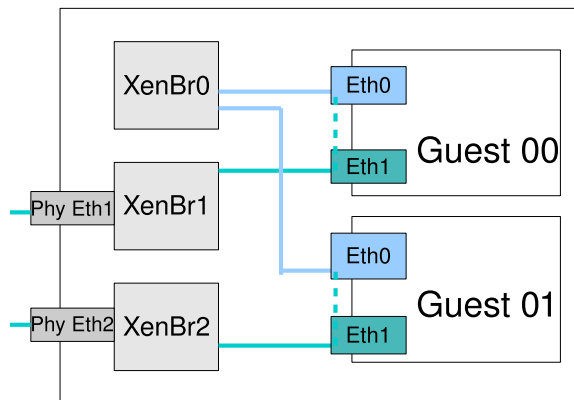 XenBr0
Eth0
Guest 00
Eth1
Phy Eth1
XenBr1
Eth0
Guest 01
Phy Eth2
XenBr2
Eth1